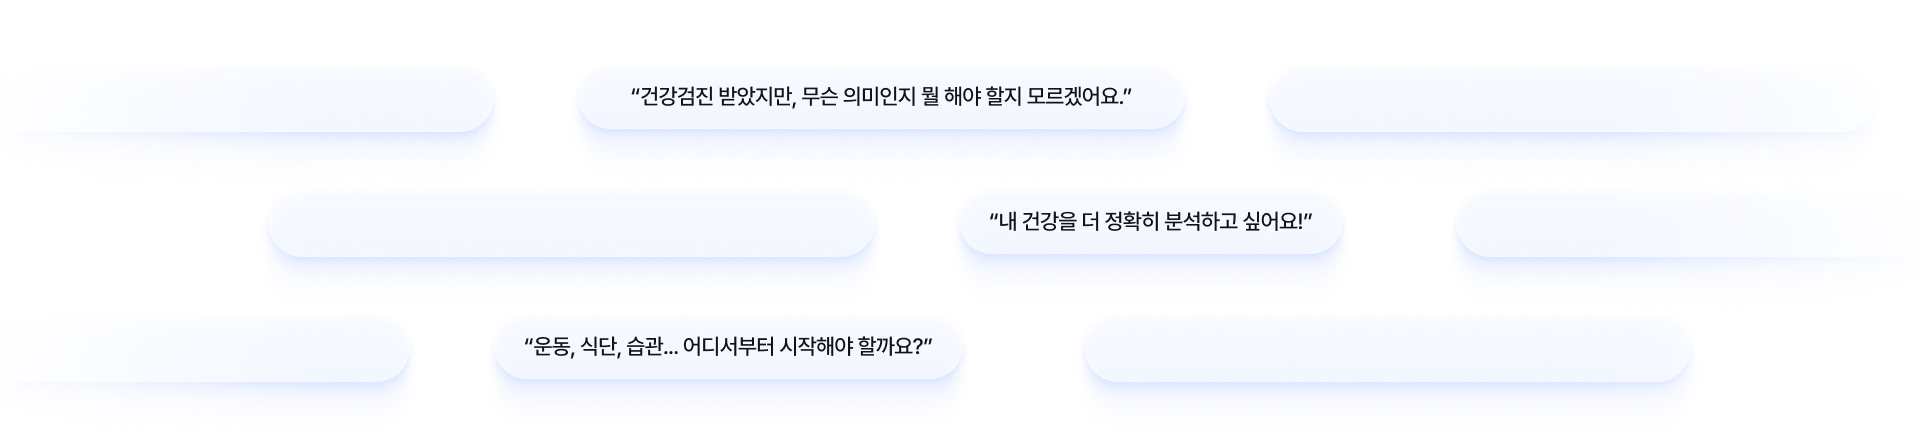 “건강검진 받았지만, 무슨 의미인지 뭘 해야 할지 모르겠어요.”
“내 건강을 더 정확히 분석하고 싶어요!”
“운동, 식단, 습관... 어디서부터 시작해야 할까요?”